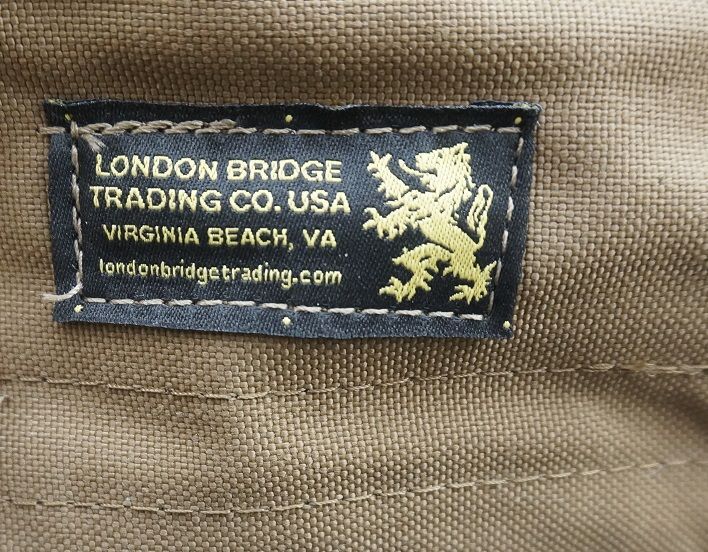 LONDON BRIDGE
TRADING CO. USA
VIRGINIA BEACH, VA
londonbridgetrading.com